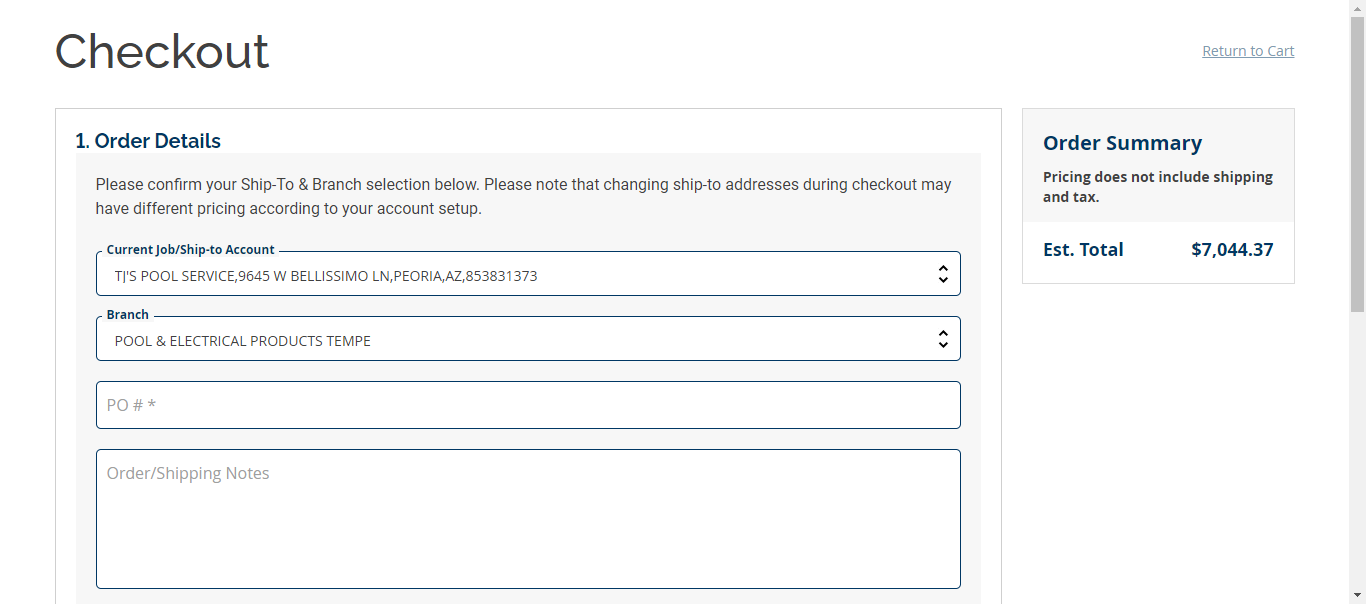 Checkout
Return to Cart
1. Order Details
Please confirm your Ship-To & Branch selection below. Please note that changing ship-to addresses during checkout may
have different pricing according to your account setup.
Current Job/Ship-to Account
TJ'S POOL SERVICE,9645 W BELLISSIMO LN,PEORIA,AZ,853831373
Branch
POOL & ELECTRICAL PRODUCTS TEMPE
PO # *
Order/Shipping Notes
Order Summary
Pricing does not include shipping
and tax.
Est. Total $7,044.37